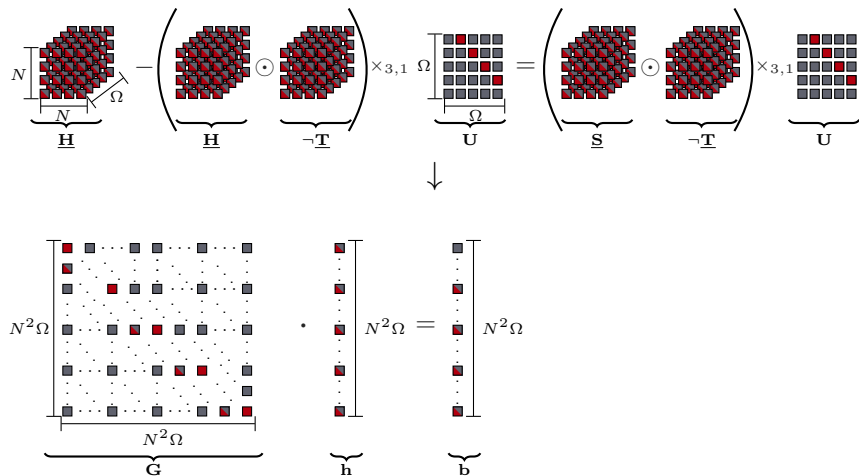 N N Ω − ( ⊙ ) ×₃,₁ Ω Ω = ( ⊙ ) ×₃,₁
H H ¬T U S ¬T U
↓
N²Ω · N²Ω = N²Ω
N²Ω
G h b